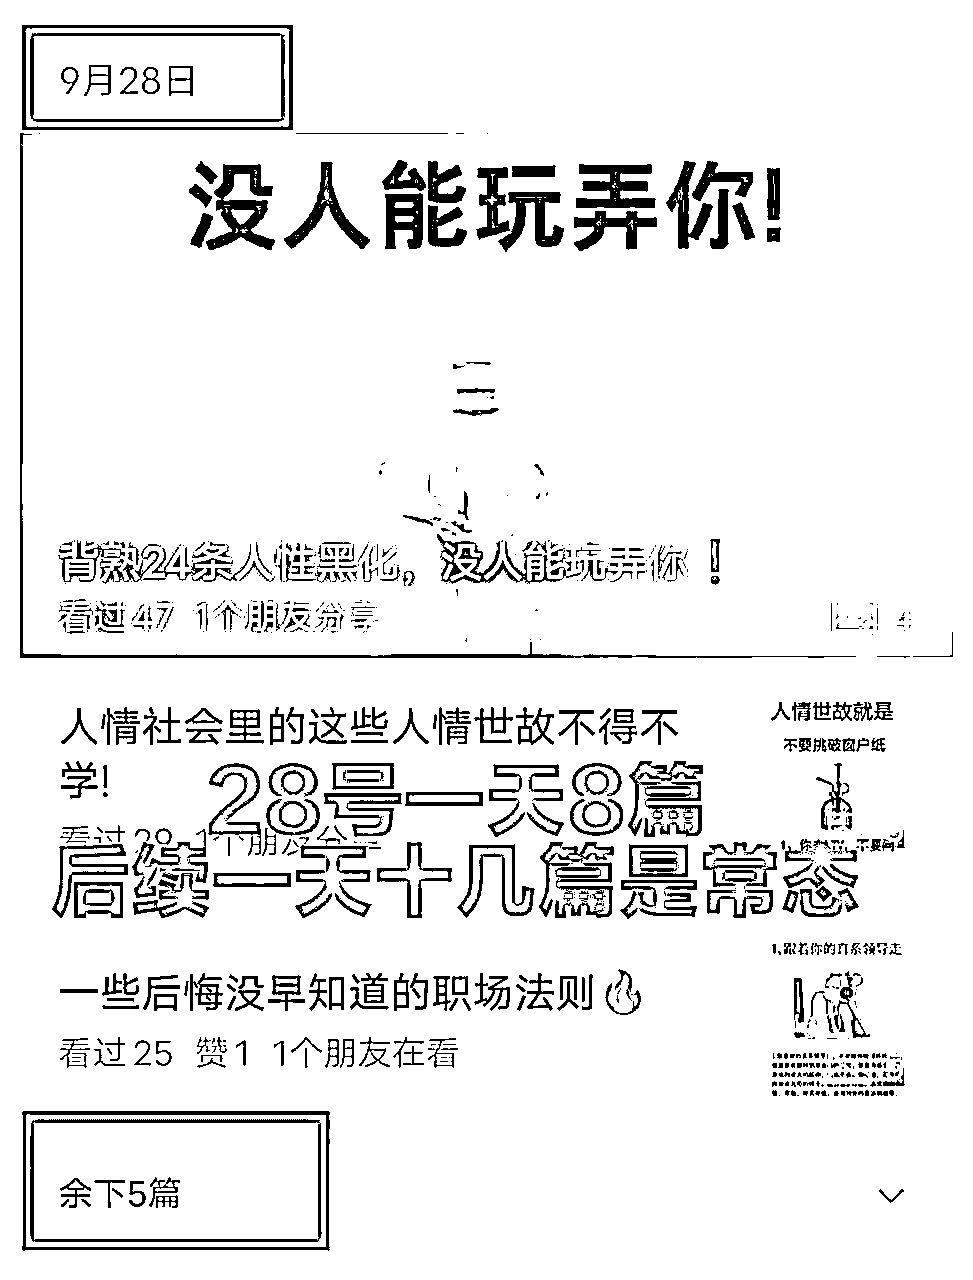 9月28日
没人能玩弄你!
背熟24条人性黑化，没人能玩弄你！
看过47 1个朋友分享
人情社会里的这些人情世故不得不
学!
看过29 1个朋友分享
28号一天8篇
后续一天十几篇是常态
人情世故就是
不要挑破窗户纸
一些后悔没早知道的职场法则🔥
看过25 赞1 1个朋友在看
1.跟着你的直系领导走
余下5篇